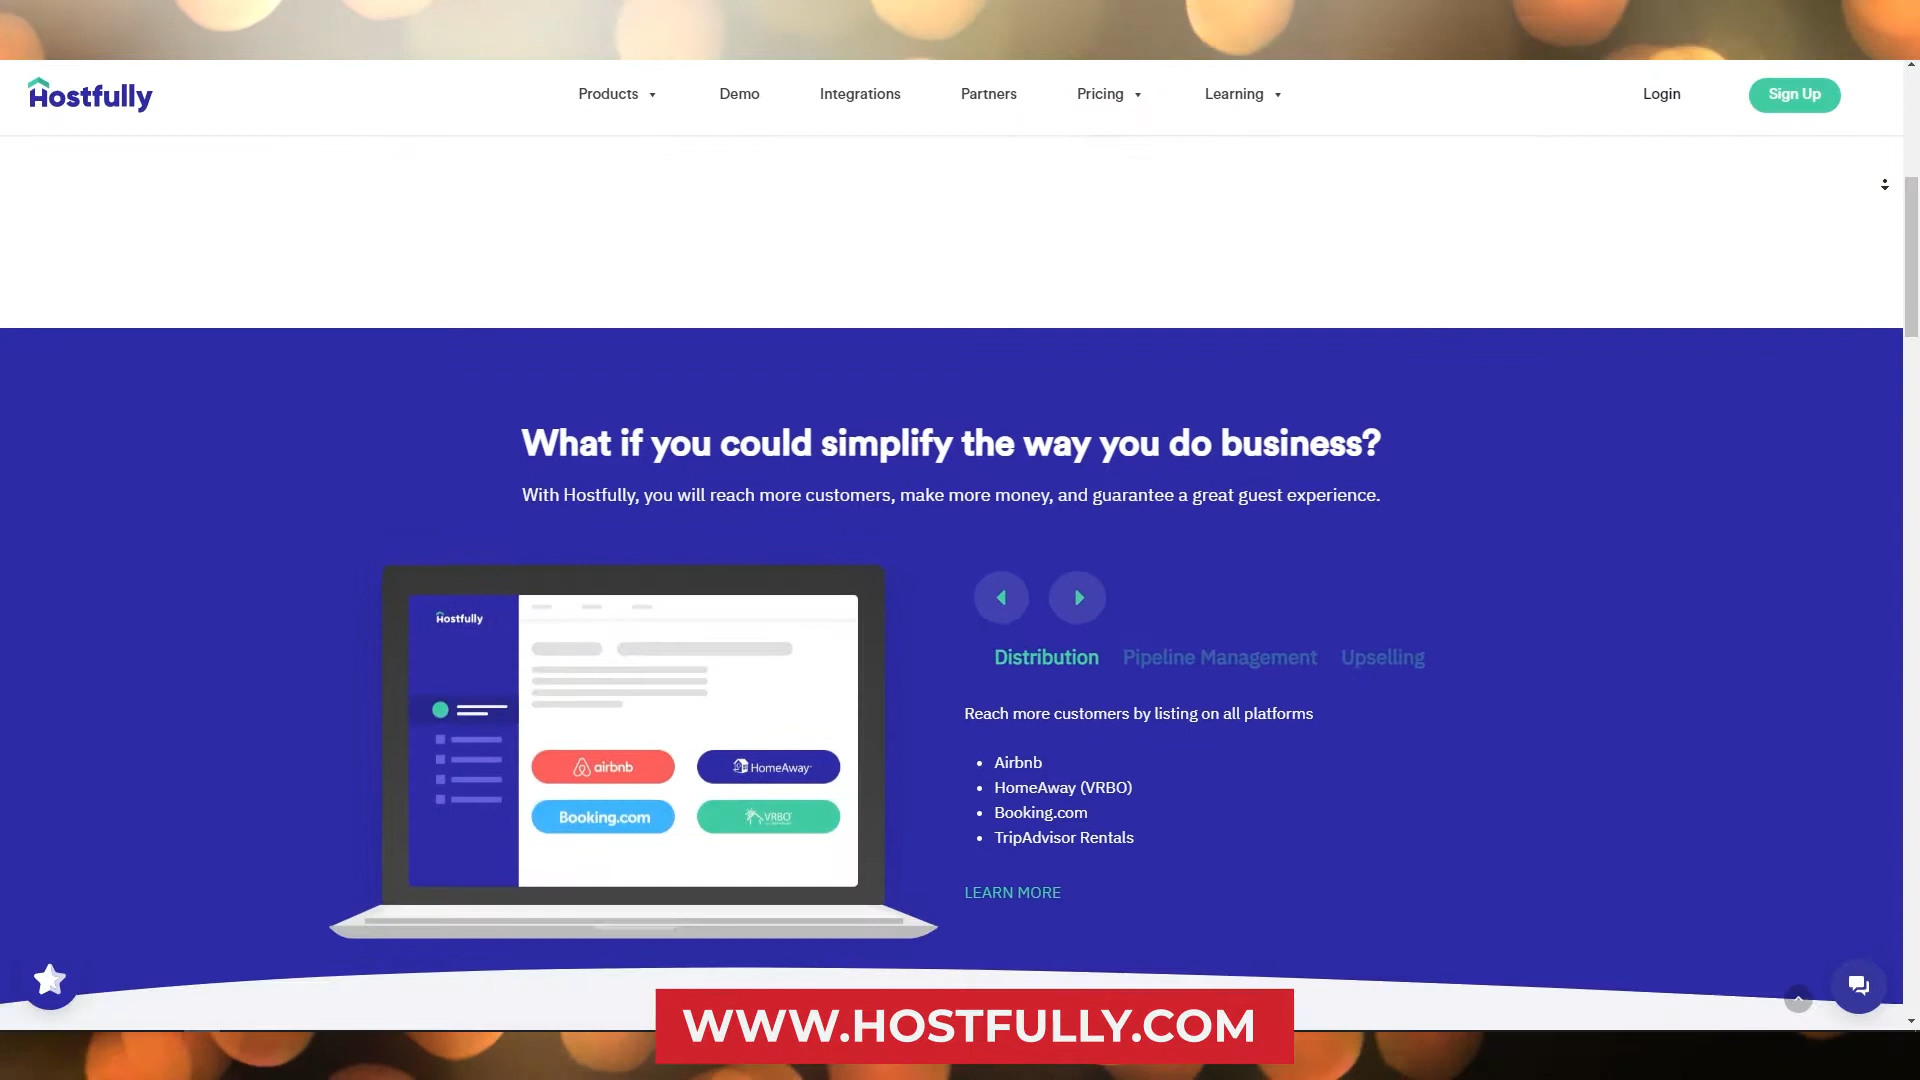 Hostfully
Products
Demo
Integrations
Partners
Pricing
Learning
Login
Sign Up
What if you could simplify the way you do business?
With Hostfully, you will reach more customers, make more money, and guarantee a great guest experience.
Hostfully
airbnb
HomeAway
Booking.com
VRBO
Distribution Pipeline Management Upselling
Reach more customers by listing on all platforms
Airbnb
HomeAway (VRBO)
Booking.com
TripAdvisor Rentals
LEARN MORE
WWW.HOSTFULLY.COM